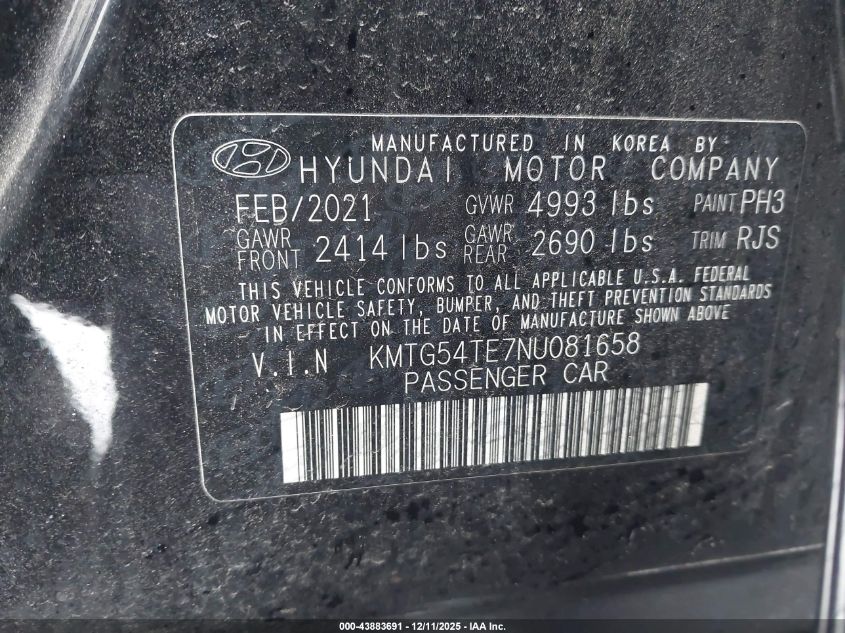 MANUFACTURED IN KOREA BY
HYUNDAI MOTOR COMPANY
FEB/2021 GVWR 4993 lbs PAINT PH3
GAWR FRONT 2414 lbs GAWR REAR 2690 lbs TRIM RJS
THIS VEHICLE CONFORMS TO ALL APPLICABLE U.S.A. FEDERAL
MOTOR VEHICLE SAFETY, BUMPER, AND THEFT PREVENTION STANDARDS
IN EFFECT ON THE DATE OF MANUFACTURE SHOWN ABOVE
V.I.N KMTG54TE7NU081658
PASSENGER CAR
000-43883691 - 12/11/2025 - IAA Inc.